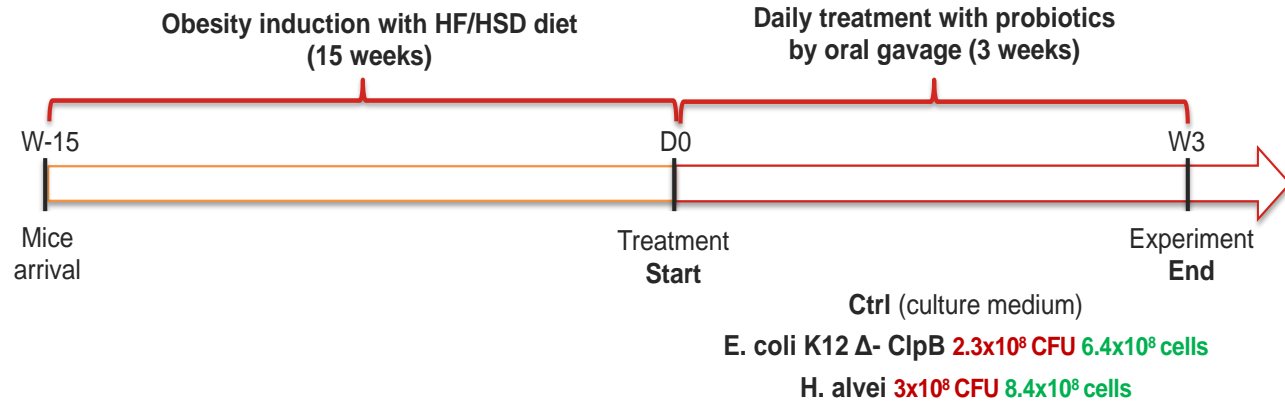 Obesity induction with HF/HSD diet
(15 weeks)
Daily treatment with probiotics
by oral gavage (3 weeks)
W-15
D0
W3
Mice
arrival
Treatment
Start
Experiment
End
Ctrl (culture medium)
E. coli K12 Δ- ClpB 2.3x10⁸ CFU 6.4x10⁸ cells
H. alvei 3x10⁸ CFU 8.4x10⁸ cells